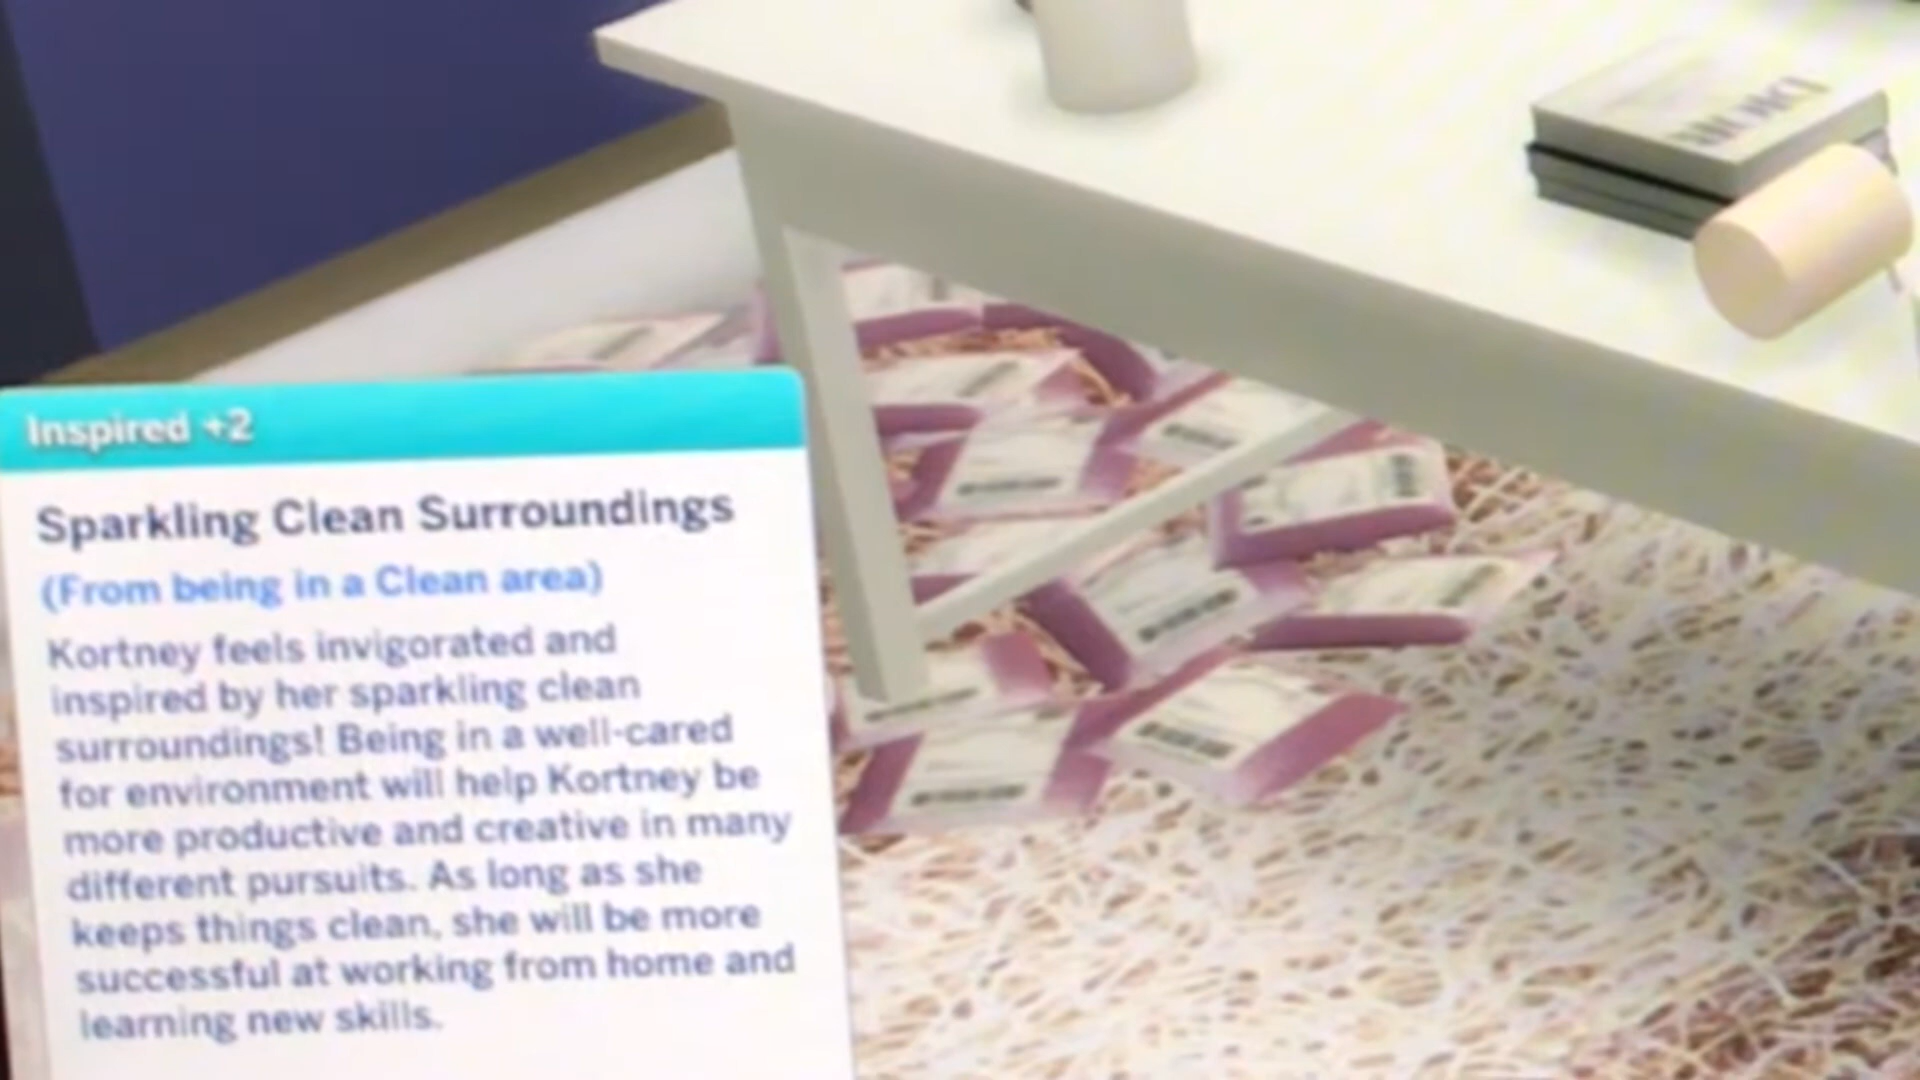 Inspired +2
Sparkling Clean Surroundings
(From being in a Clean area)
Kortney feels invigorated and
inspired by her sparkling clean
surroundings! Being in a well-cared
for environment will help Kortney be
more productive and creative in many
different pursuits. As long as she
keeps things clean, she will be more
successful at working from home and
learning new skills.